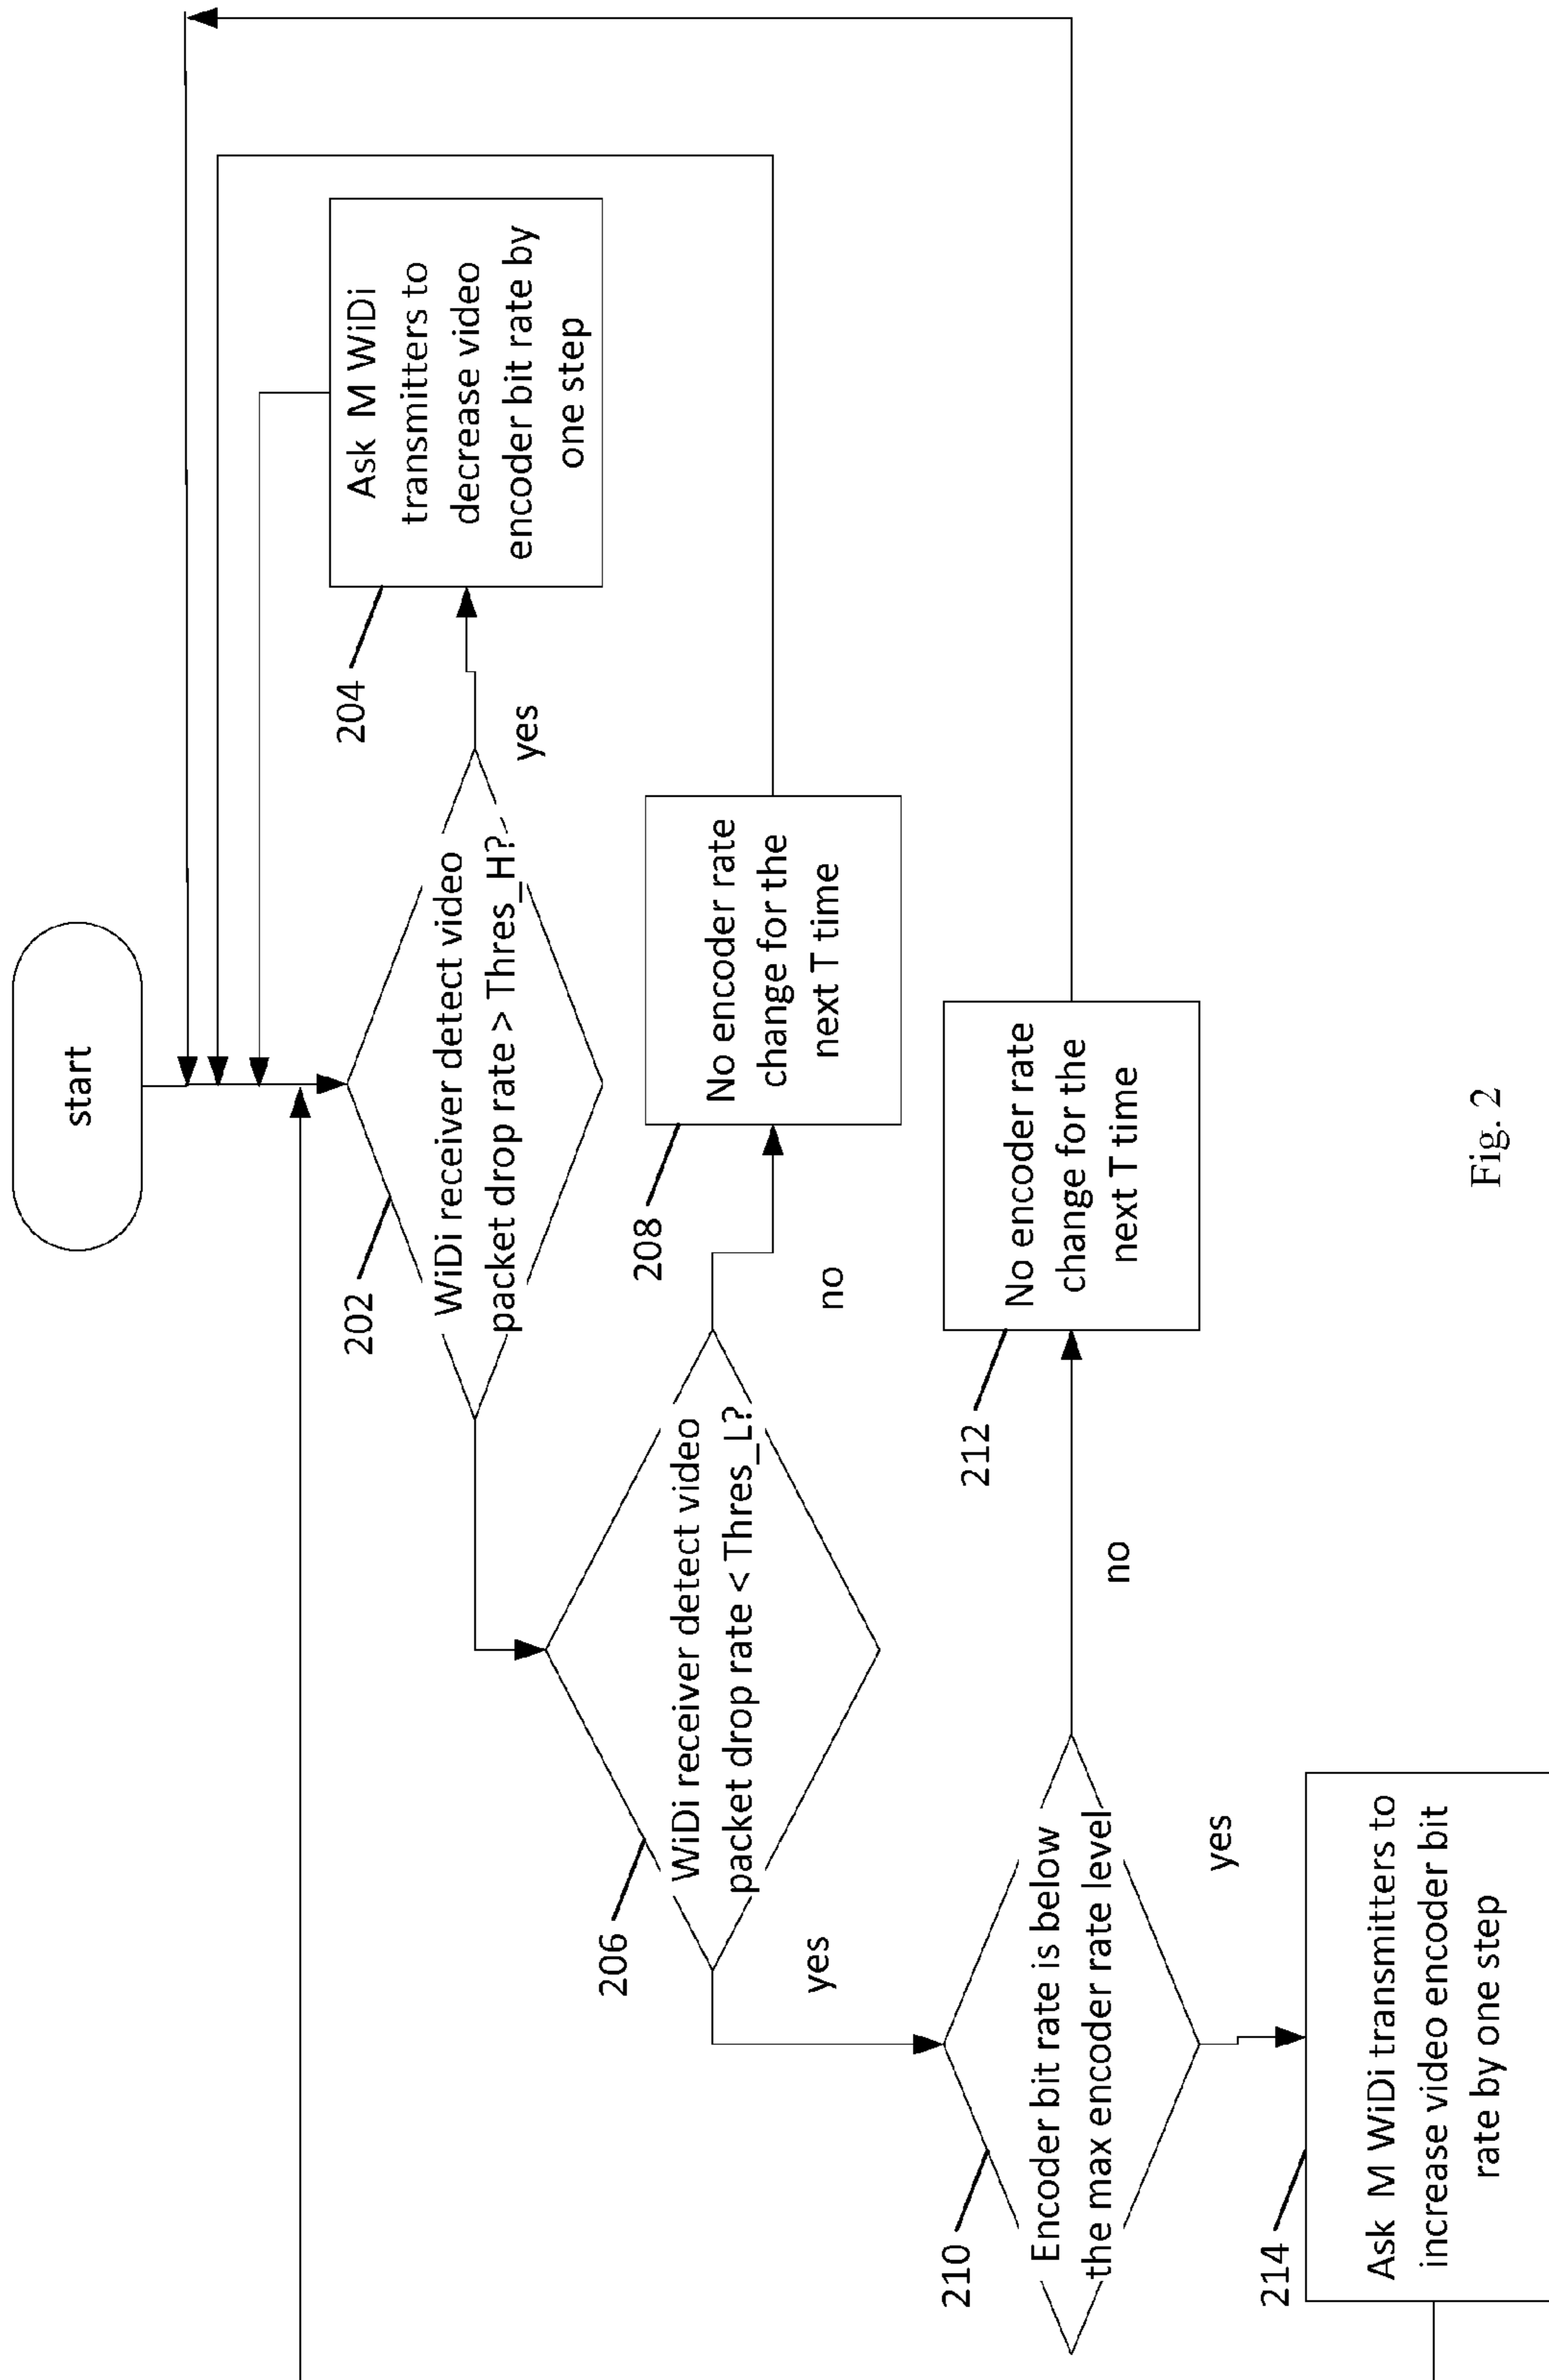 start
202
WiDi receiver detect video
packet drop rate > Thres_H?
yes
204
Ask M WiDi
transmitters to
decrease video
encoder bit rate by
one step
206
WiDi receiver detect video
packet drop rate < Thres_L?
no
208
No encoder rate
change for the
next T time
yes
210
Encoder bit rate is below
the max encoder rate level
no
212
No encoder rate
change for the
next T time
yes
214
Ask M WiDi transmitters to
increase video encoder bit
rate by one step
Fig. 2